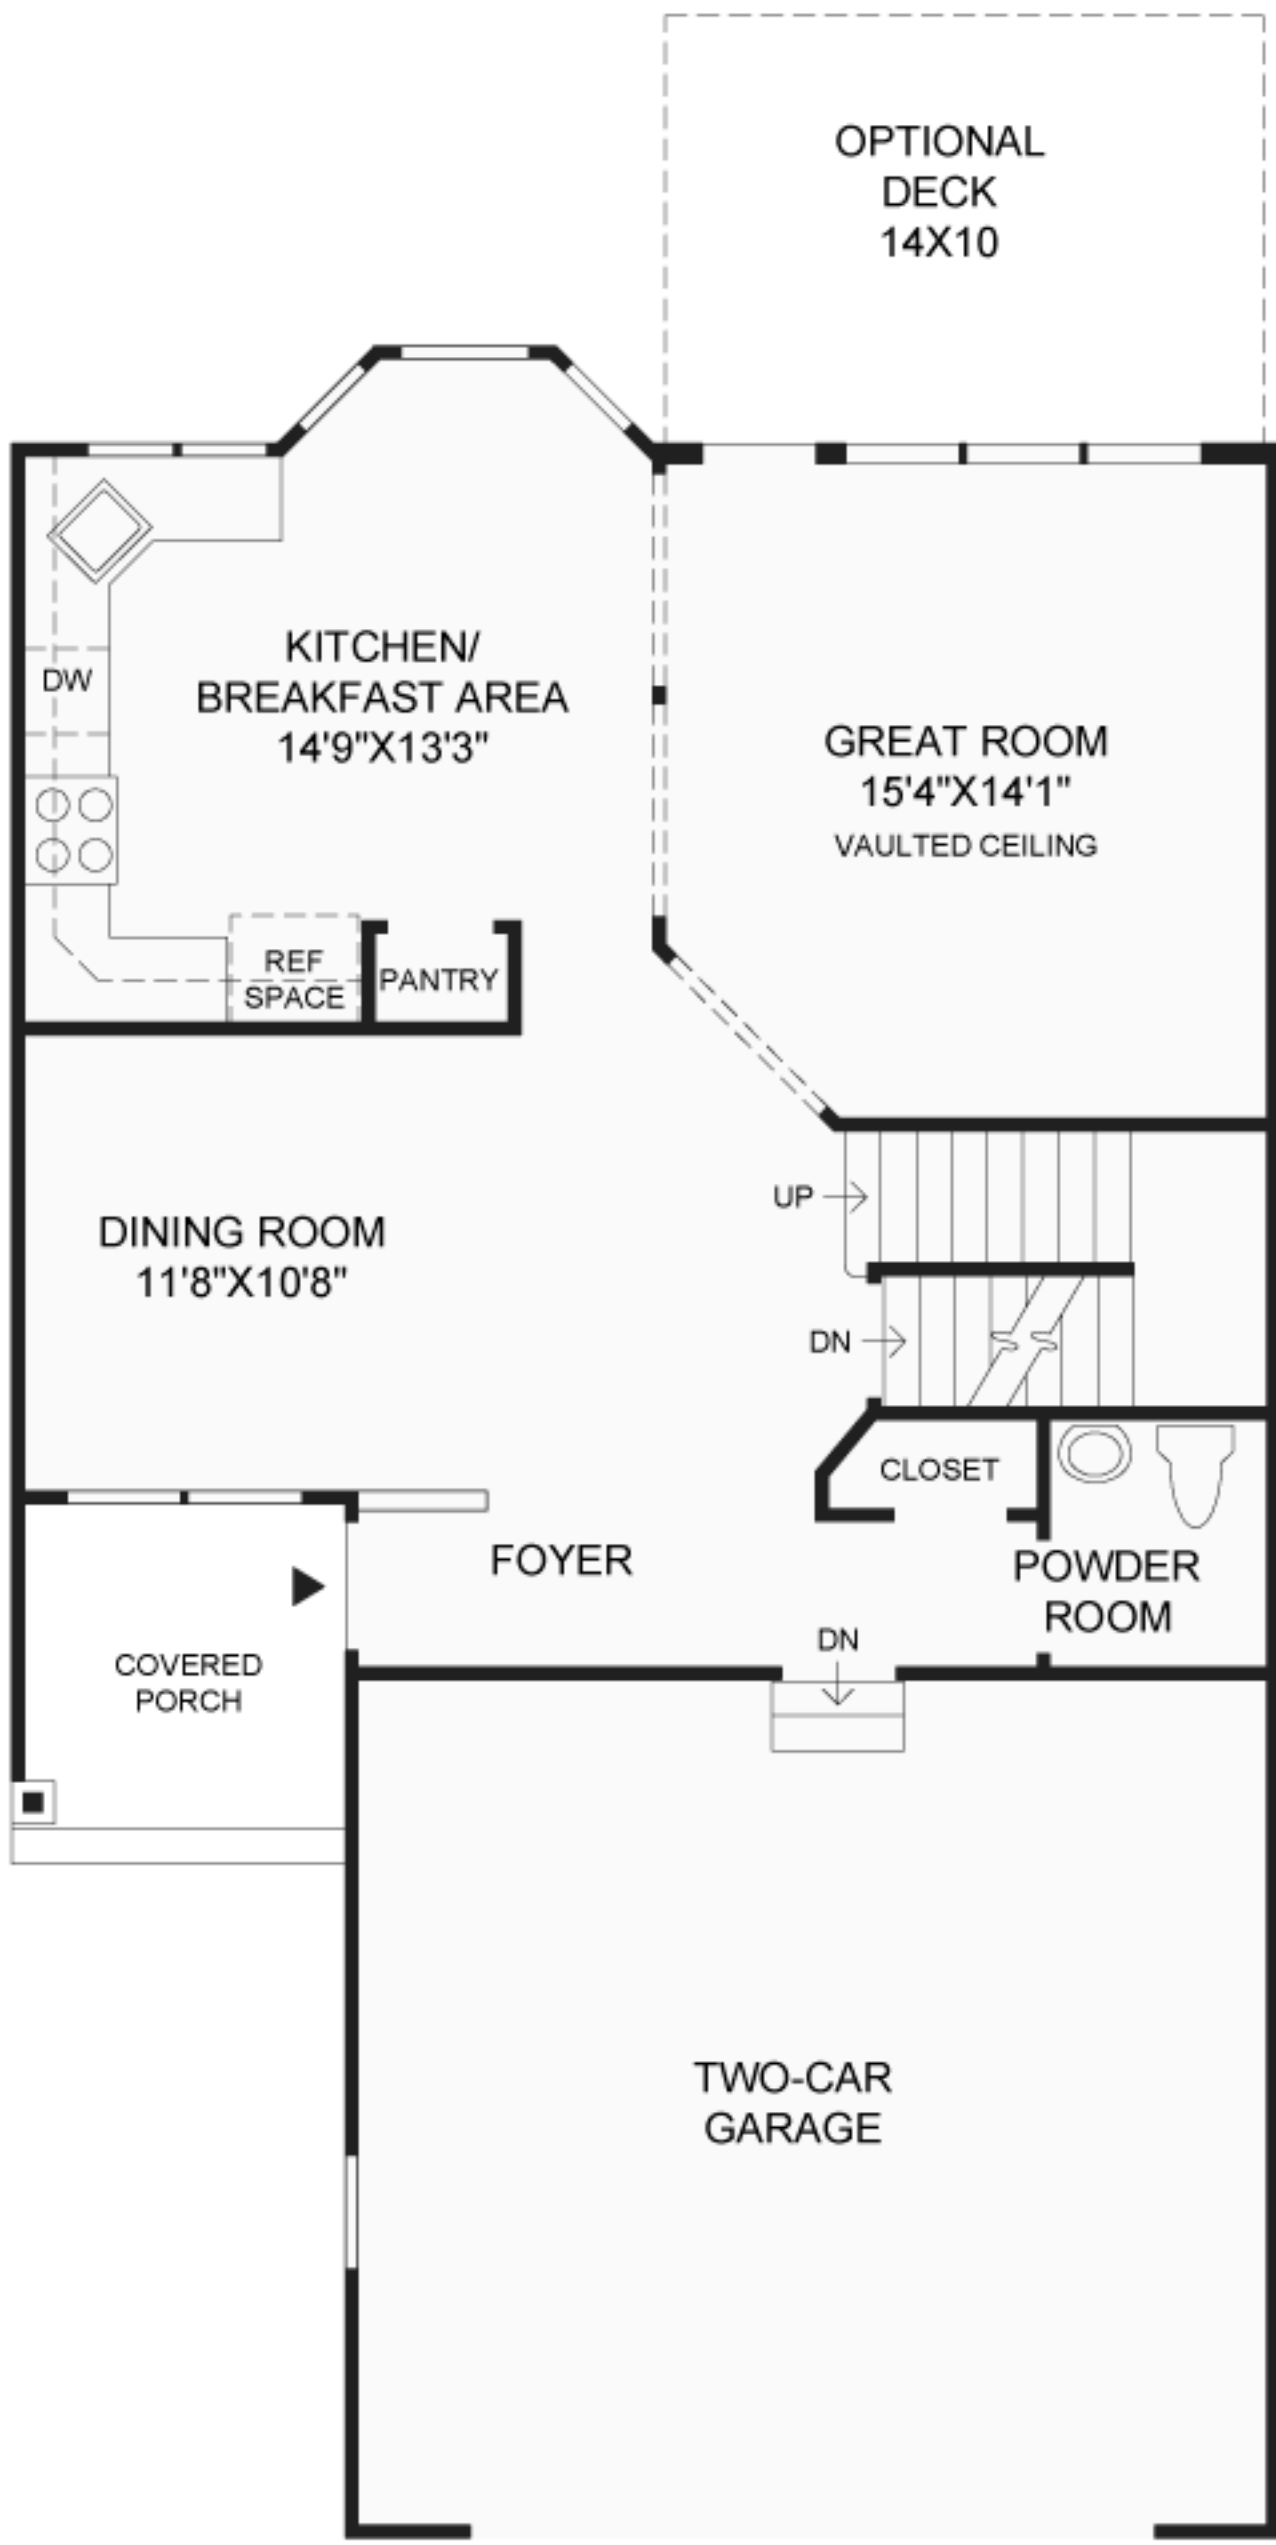 OPTIONAL
DECK
14X10
KITCHEN/
BREAKFAST AREA
14'9"X13'3"
DW
GREAT ROOM
15'4"X14'1"
VAULTED CEILING
REF
SPACE
PANTRY
UP
DINING ROOM
11'8"X10'8"
DN
CLOSET
FOYER
POWDER
ROOM
DN
COVERED
PORCH
TWO-CAR
GARAGE